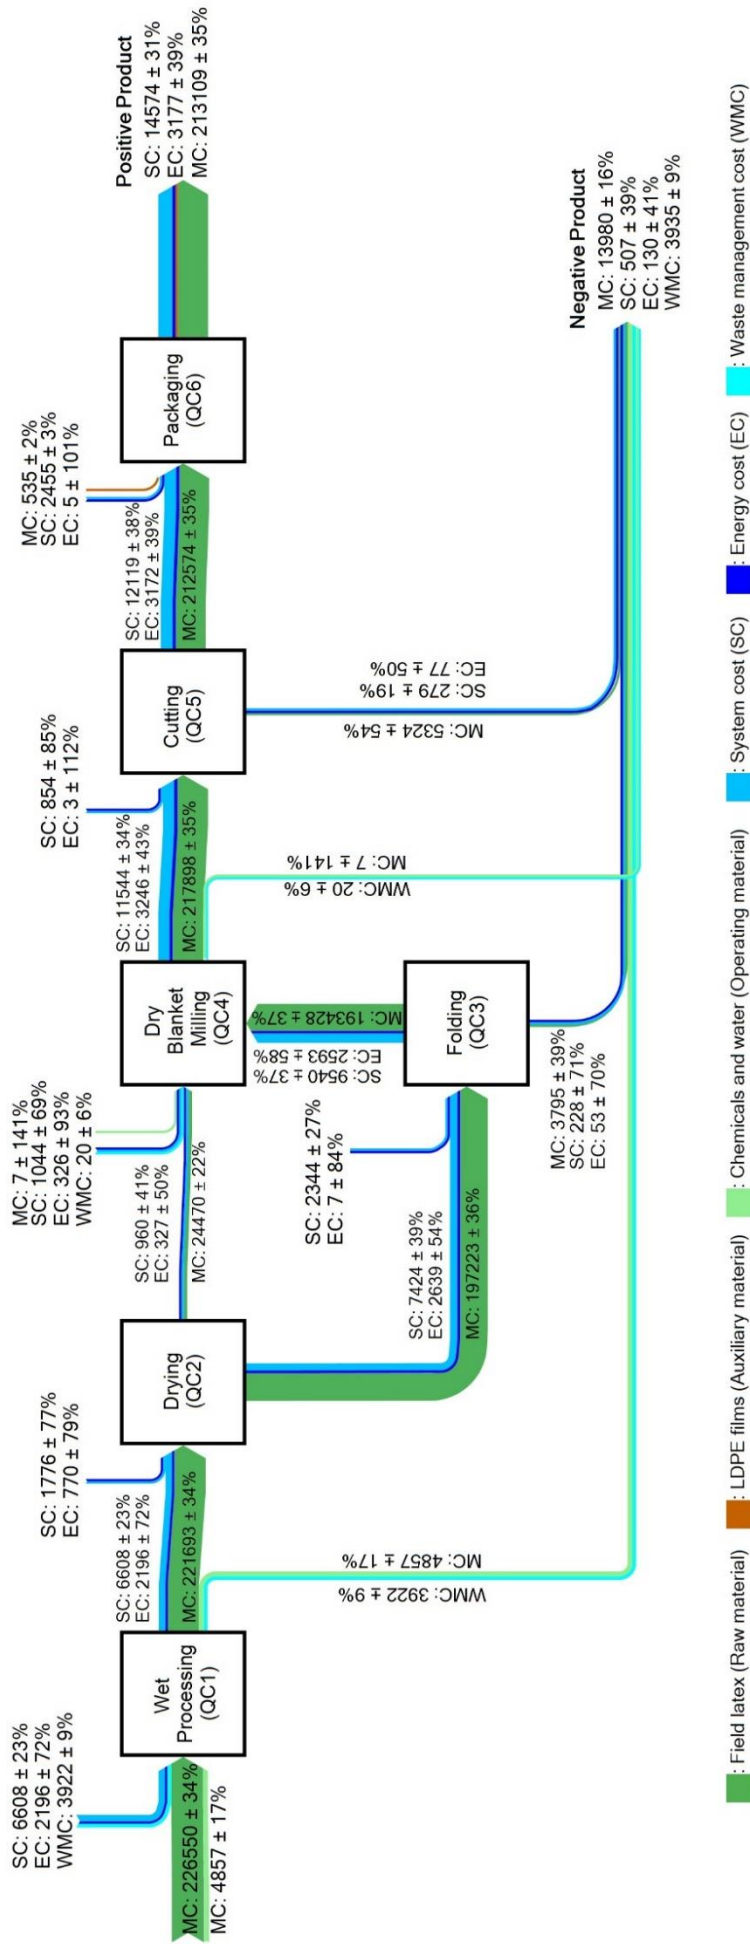 SC: 6608 ± 23%
EC: 2196 ± 72%
WMC: 3922 ± 9%
MC: 226550 ± 34%
MC: 4857 ± 17%
Wet
Processing
(QC1)
SC: 6608 ± 23%
EC: 2196 ± 72%
MC: 221693 ± 34%
WMC: 3922 ± 9%
MC: 4857 ± 17%
SC: 1776 ± 77%
EC: 770 ± 79%
Drying
(QC2)
SC: 960 ± 41%
EC: 327 ± 50%
MC: 24470 ± 22%
SC: 7424 ± 39%
EC: 2639 ± 54%
MC: 197223 ± 36%
SC: 2344 ± 27%
EC: 7 ± 84%
Folding
(QC3)
MC: 3795 ± 39%
SC: 228 ± 71%
EC: 53 ± 70%
SC: 9540 ± 37%
EC: 2593 ± 58%
MC: 193428 ± 37%
MC: 7 ± 141%
SC: 1044 ± 69%
EC: 326 ± 93%
WMC: 20 ± 6%
Dry
Blanket
Milling
(QC4)
SC: 11544 ± 34%
EC: 3246 ± 43%
MC: 217898 ± 35%
WMC: 20 ± 6%
MC: 7 ± 141%
SC: 854 ± 85%
EC: 3 ± 112%
Cutting
(QC5)
MC: 5324 ± 54%
SC: 279 ± 19%
EC: 77 ± 50%
SC: 12119 ± 38%
EC: 3172 ± 39%
MC: 212574 ± 35%
MC: 535 ± 2%
SC: 2455 ± 3%
EC: 5 ± 101%
Packaging
(QC6)
Positive Product
SC: 14574 ± 31%
EC: 3177 ± 39%
MC: 213109 ± 35%
Negative Product
MC: 13980 ± 16%
SC: 507 ± 39%
EC: 130 ± 41%
WMC: 3935 ± 9%
: Field latex (Raw material)
: LDPE films (Auxiliary material)
: Chemicals and water (Operating material)
: System cost (SC)
: Energy cost (EC)
: Waste management cost (WMC)